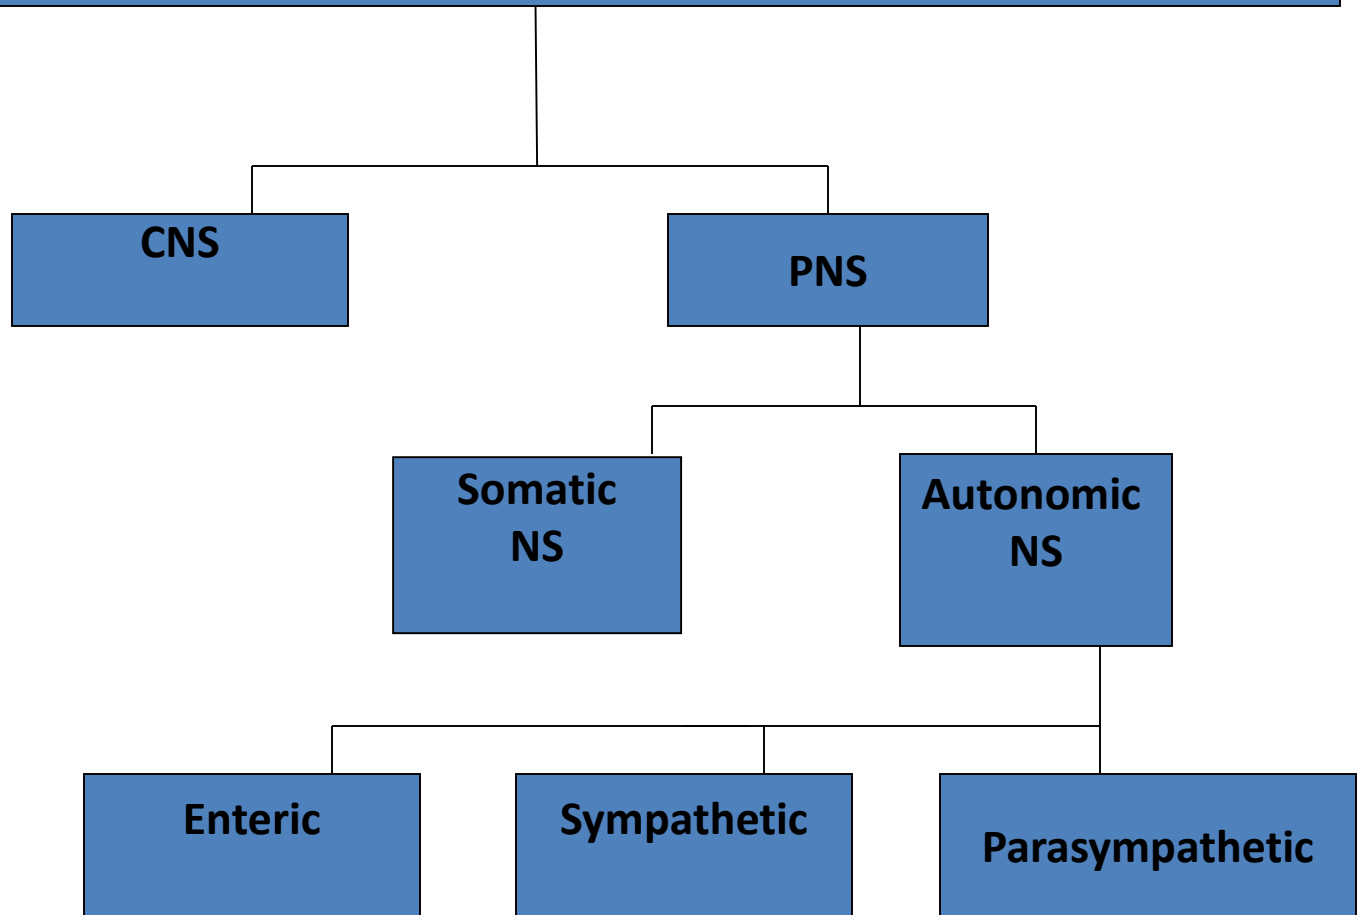 CNS
PNS
Somatic
NS
Autonomic
NS
Enteric
Sympathetic
Parasympathetic